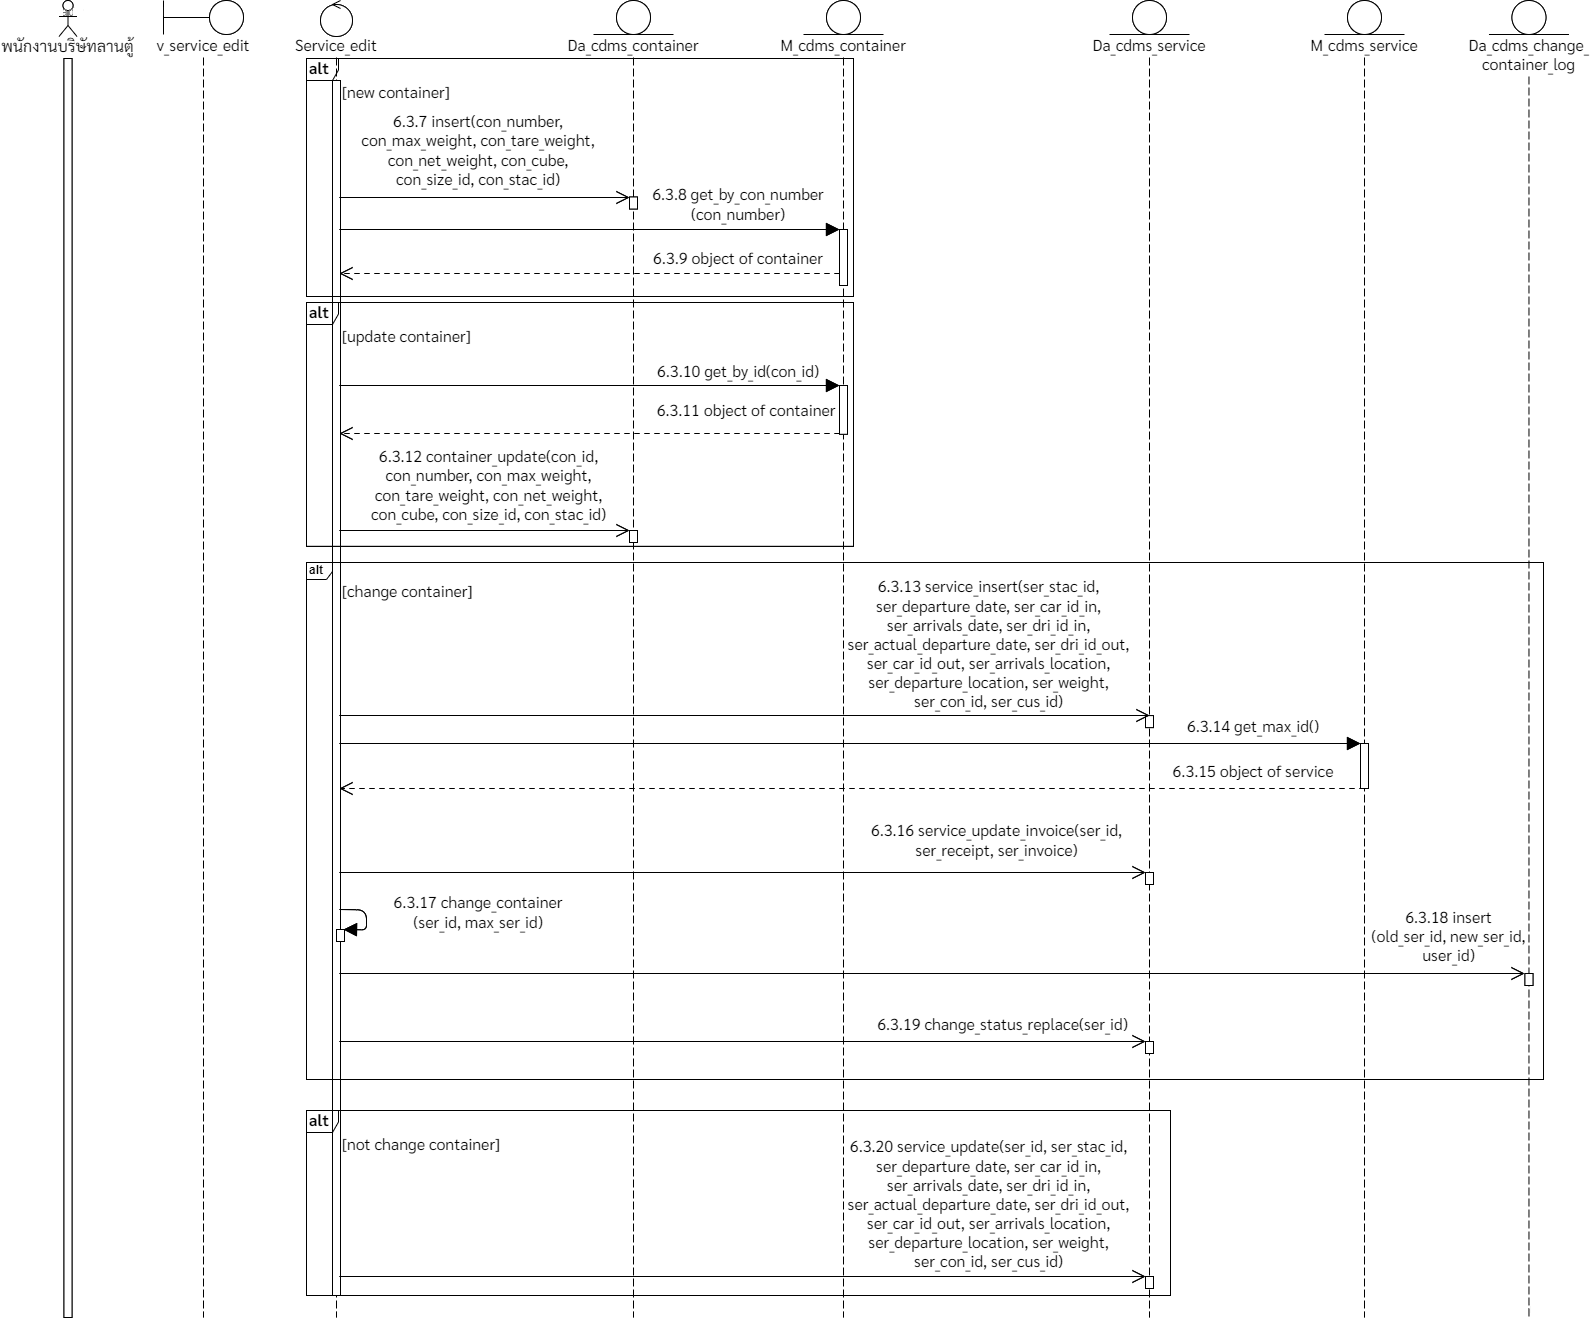 พนักงานบริษัทลานตู้
v_service_edit
Service_edit
Da_cdms_container
M_cdms_container
Da_cdms_service
M_cdms_service
Da_cdms_change_
container_log
alt
[new container]
6.3.7 insert(con_number,
con_max_weight, con_tare_weight,
con_net_weight, con_cube,
con_size_id, con_stac_id)
6.3.8 get_by_con_number
(con_number)
6.3.9 object of container
alt
[update container]
6.3.10 get_by_id(con_id)
6.3.11 object of container
6.3.12 container_update(con_id,
con_number, con_max_weight,
con_tare_weight, con_net_weight,
con_cube, con_size_id, con_stac_id)
alt
[change container]
6.3.13 service_insert(ser_stac_id,
ser_departure_date, ser_car_id_in,
ser_arrivals_date, ser_dri_id_in,
ser_actual_departure_date, ser_dri_id_out,
ser_car_id_out, ser_arrivals_location,
ser_departure_location, ser_weight,
ser_con_id, ser_cus_id)
6.3.14 get_max_id()
6.3.15 object of service
6.3.16 service_update_invoice(ser_id,
ser_receipt, ser_invoice)
6.3.17 change_container
(ser_id, max_ser_id)
6.3.18 insert
(old_ser_id, new_ser_id,
user_id)
6.3.19 change_status_replace(ser_id)
alt
[not change container]
6.3.20 service_update(ser_id, ser_stac_id,
ser_departure_date, ser_car_id_in,
ser_arrivals_date, ser_dri_id_in,
ser_actual_departure_date, ser_dri_id_out,
ser_car_id_out, ser_arrivals_location,
ser_departure_location, ser_weight,
ser_con_id, ser_cus_id)